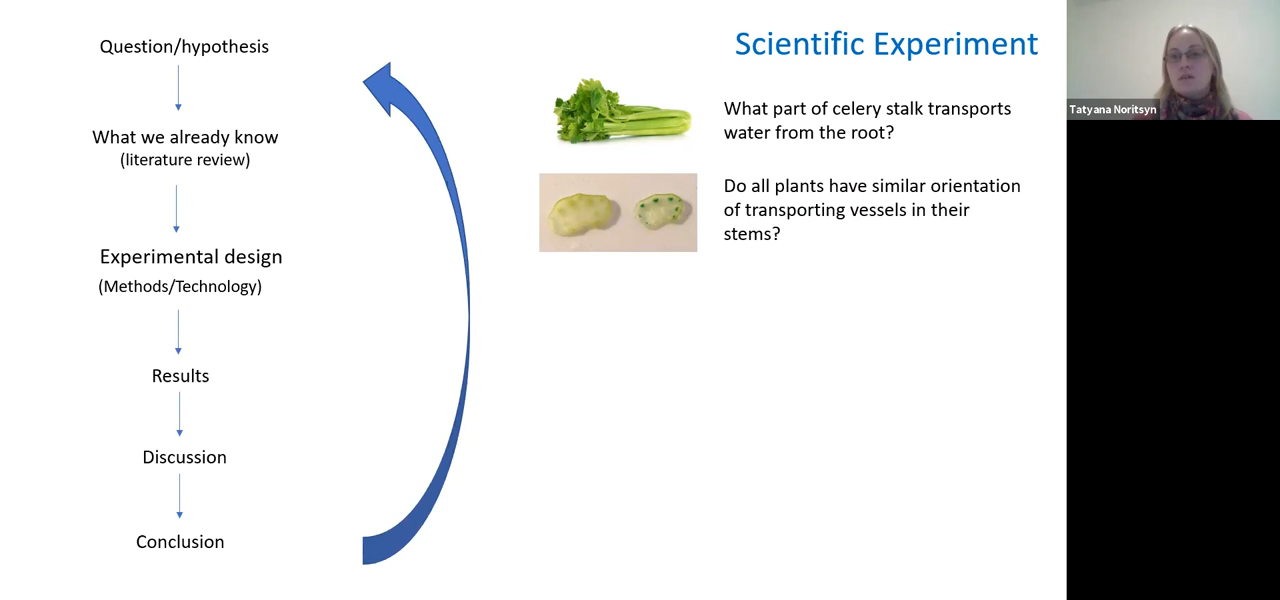 Question/hypothesis
What we already know
(literature review)
Experimental design
(Methods/Technology)
Results
Discussion
Conclusion
Scientific Experiment
What part of celery stalk transports
water from the root?
Do all plants have similar orientation
of transporting vessels in their
stems?
Tatyana Noritsyn